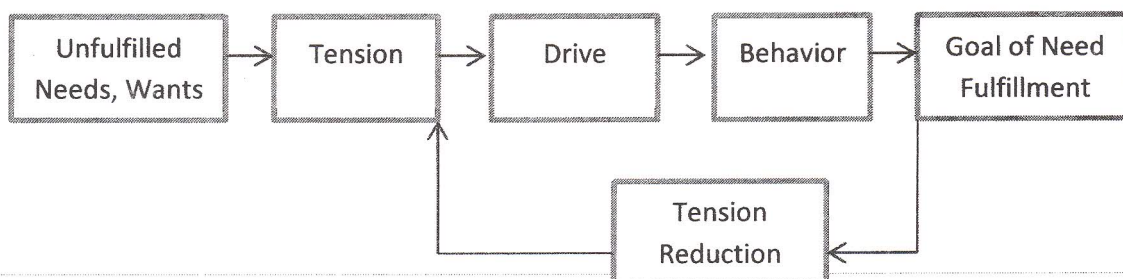 Unfulfilled
Needs, Wants
Tension
Drive
Behavior
Goal of Need
Fulfillment
Tension
Reduction